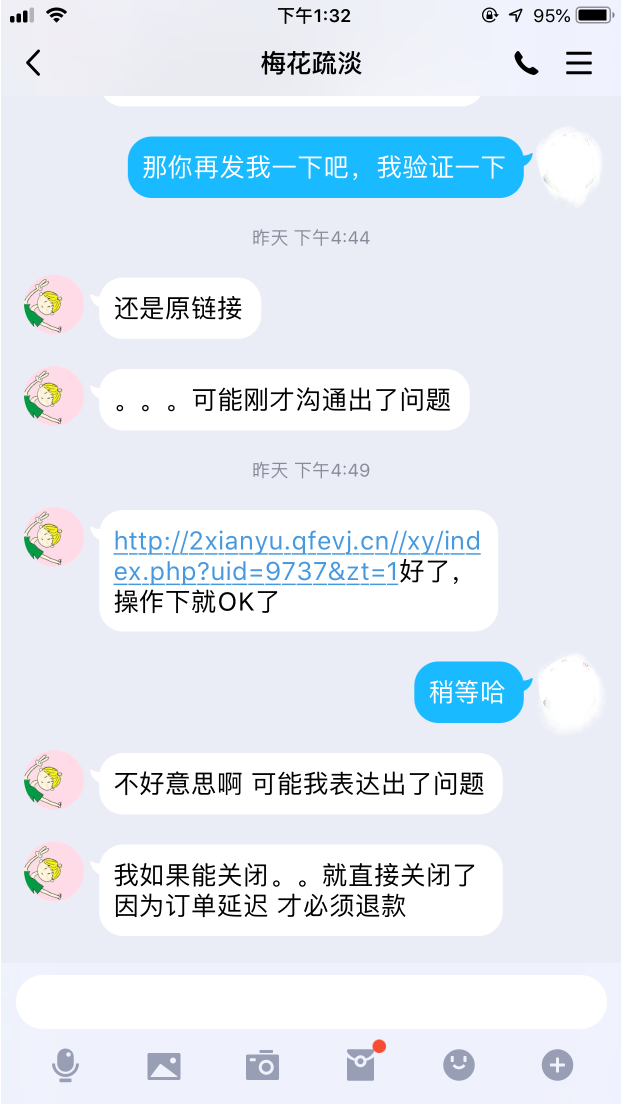 下午1:32
95%
梅花疏淡
那你再发我一下吧，我验证一下
昨天 下午4:44
还是原链接
。。。可能刚才沟通出了问题
昨天 下午4:49
http://2xianyu.qfevj.cn//xy/ind
ex.php?uid=9737&zt=1好了，
操作下就OK了
稍等哈
不好意思啊 可能我表达出了问题
我如果能关闭。。就直接关闭了
因为订单延迟 才必须退款